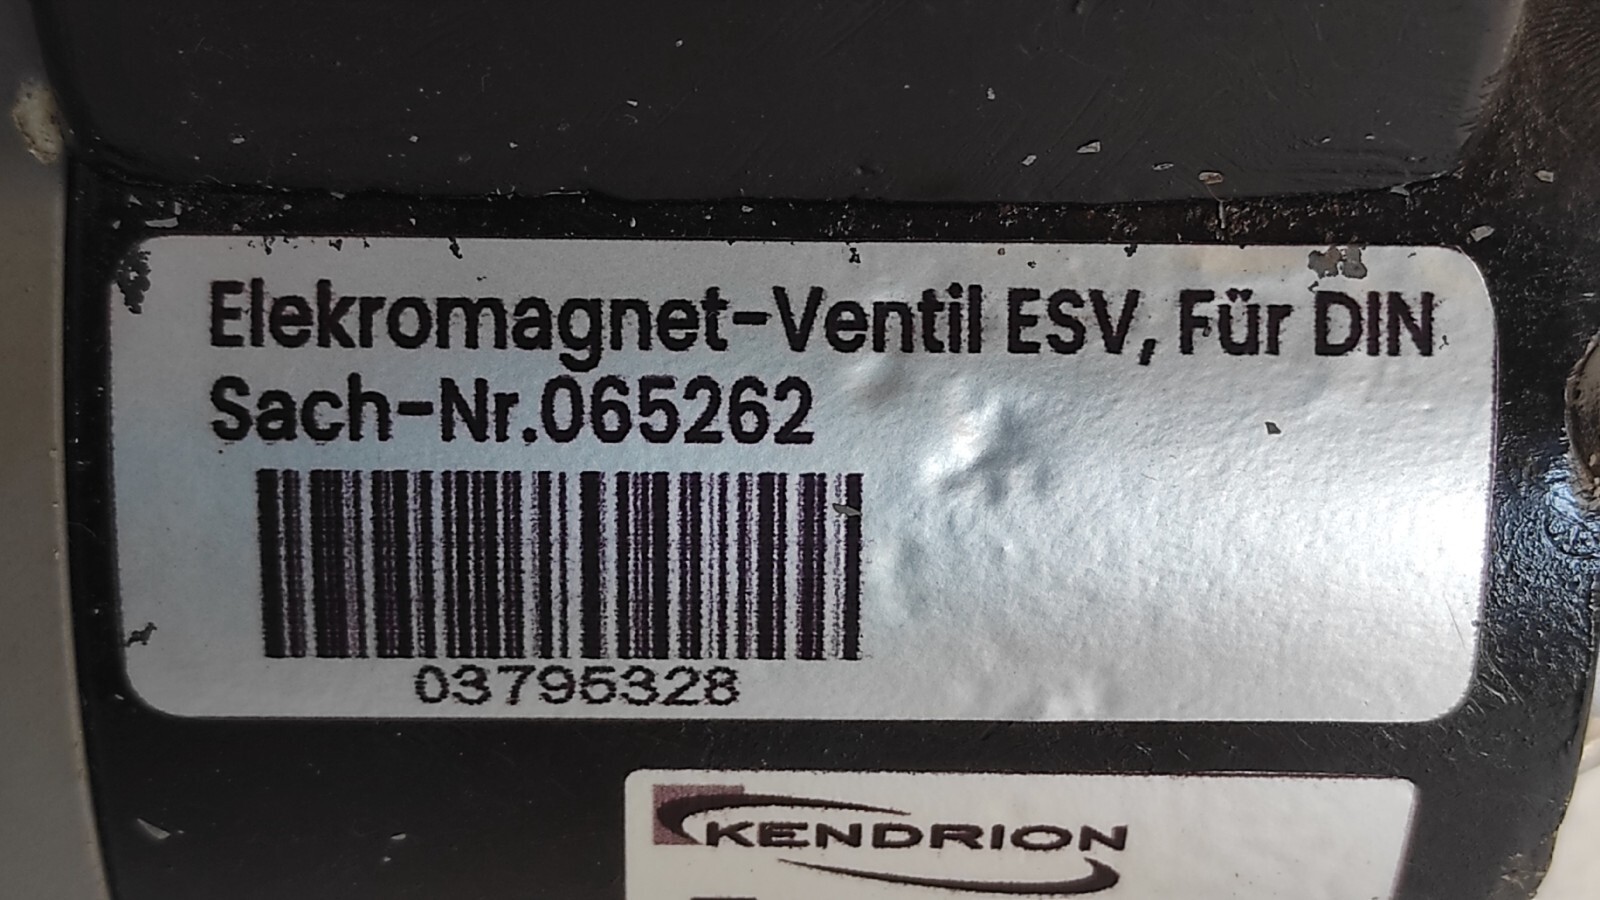 Elekromagnet-Ventil ESV, Für DIN
Sach-Nr.065262
03795328
KENDRION